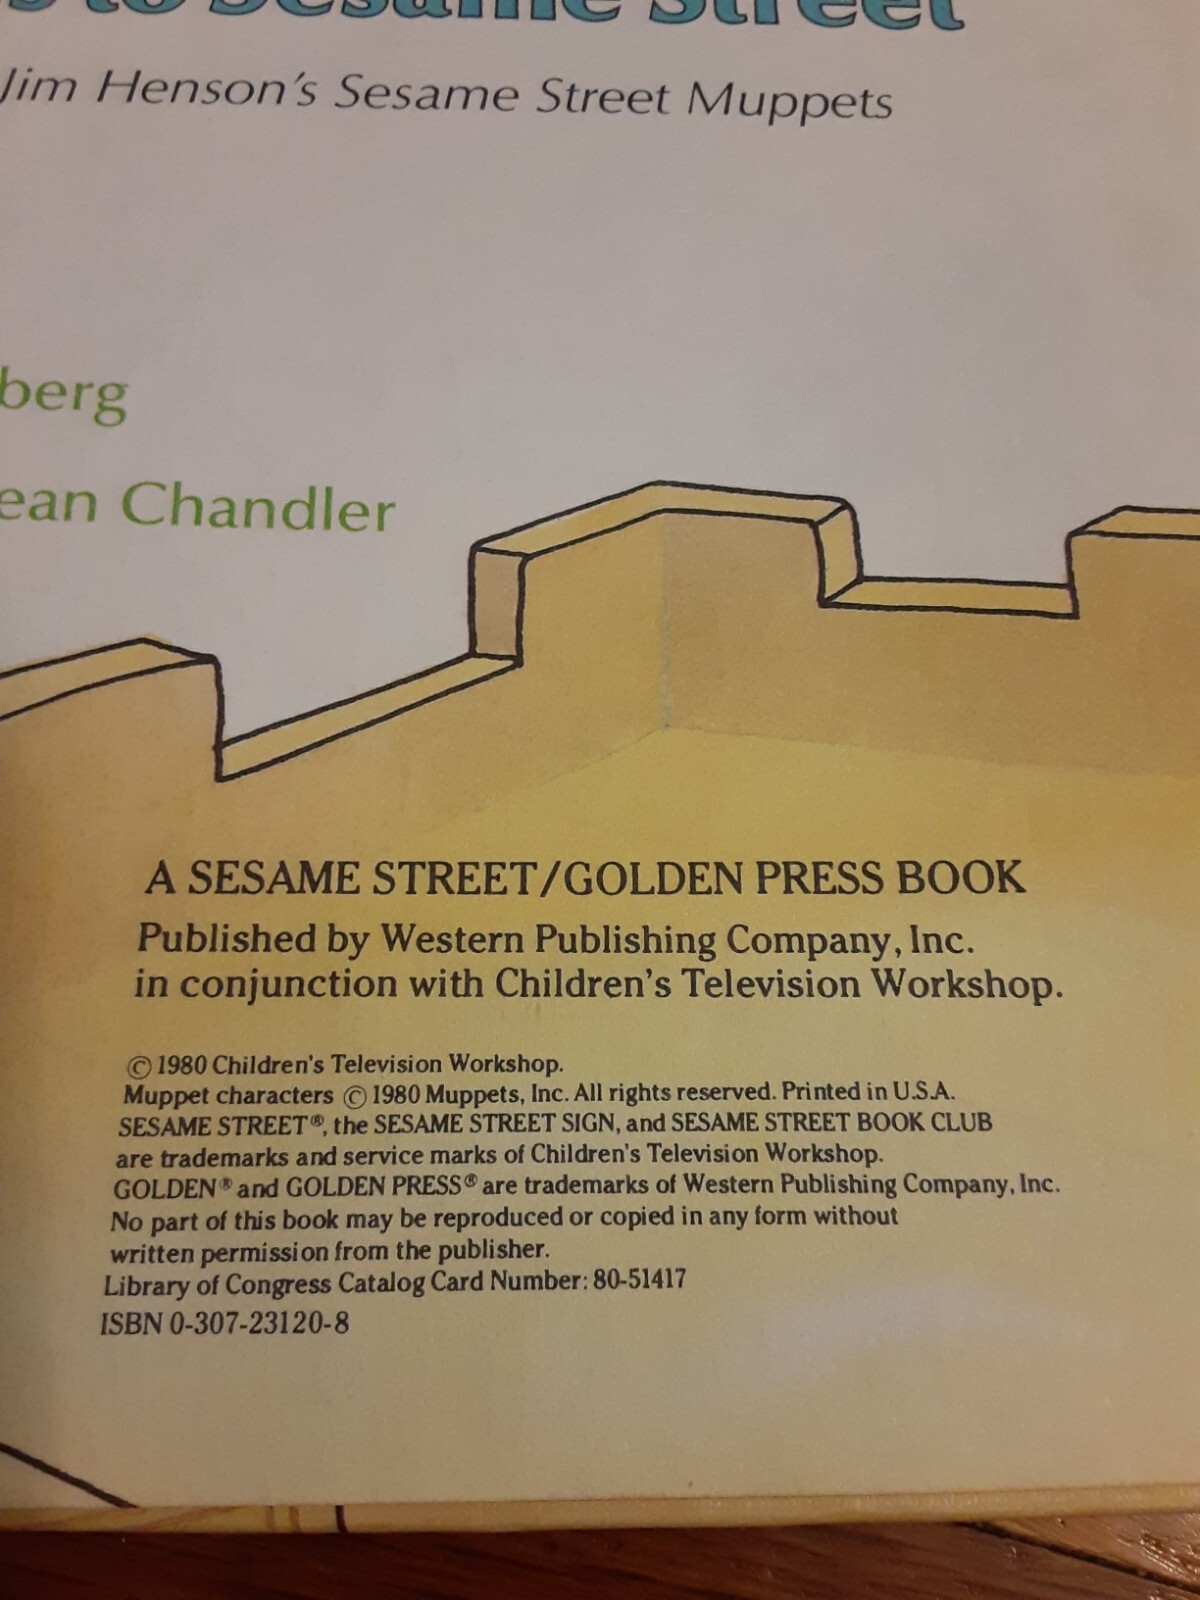 to Sesame Street
Jim Henson's Sesame Street Muppets
berg
ean Chandler
A SESAME STREET/GOLDEN PRESS BOOK
Published by Western Publishing Company, Inc.
in conjunction with Children's Television Workshop.
© 1980 Children's Television Workshop.
Muppet characters © 1980 Muppets, Inc. All rights reserved. Printed in U.S.A.
SESAME STREET®, the SESAME STREET SIGN, and SESAME STREET BOOK CLUB
are trademarks and service marks of Children's Television Workshop.
GOLDEN® and GOLDEN PRESS® are trademarks of Western Publishing Company, Inc.
No part of this book may be reproduced or copied in any form without
written permission from the publisher.
Library of Congress Catalog Card Number: 80-51417
ISBN 0-307-23120-8